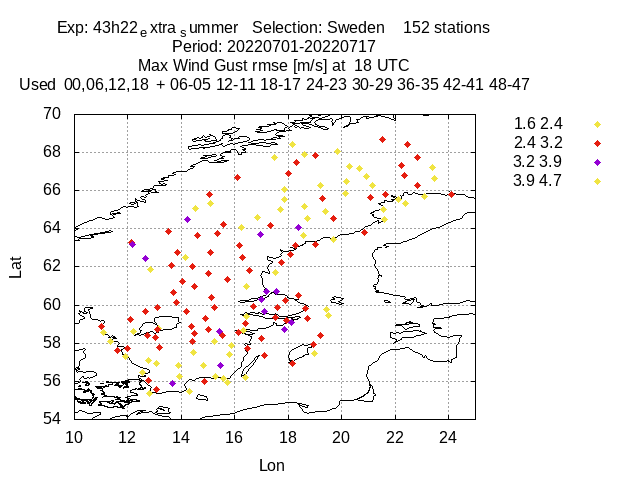 Exp: 43h22_extra_summer   Selection: Sweden    152 stations
Period: 20220701-20220717
Max Wind Gust rmse [m/s] at  18 UTC
Used  00,06,12,18  + 06-05 12-11 18-17 24-23 30-29 36-35 42-41 48-47
70
68
66
64
62
60
58
56
54
Lat
10 12 14 16 18 20 22 24
Lon
1.6 2.4
2.4 3.2
3.2 3.9
3.9 4.7